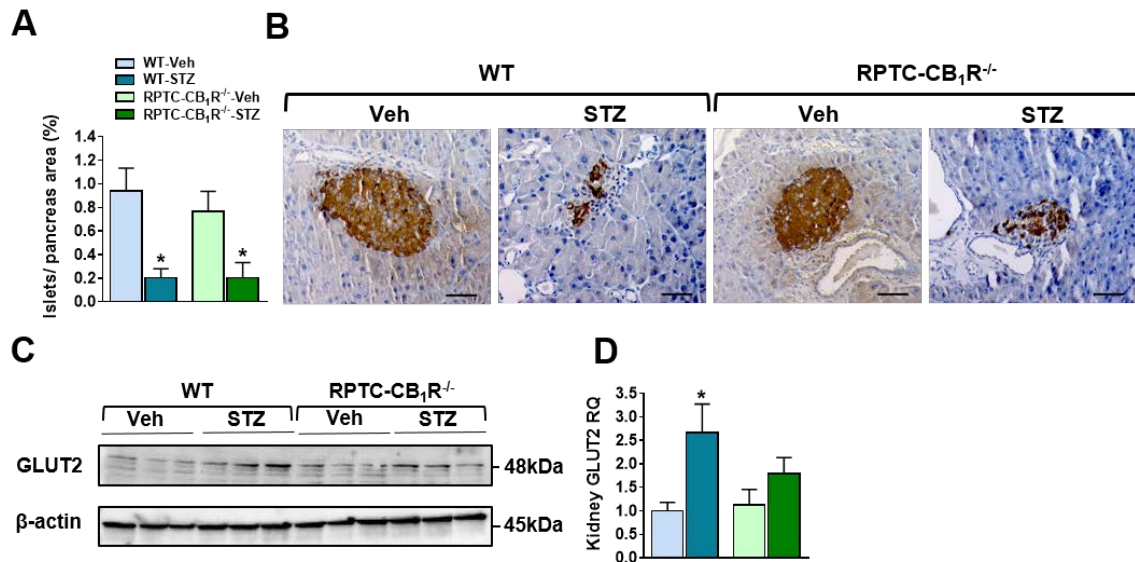 A
WT-Veh
WT-STZ
RPTC-CB₁R⁻/⁻-Veh
RPTC-CB₁R⁻/⁻-STZ
Islets/ pancreas area (%)
1.4
1.2
1.0
0.8
0.6
0.4
0.2
0.0
*
*
B
WT
RPTC-CB₁R⁻/⁻
Veh
STZ
Veh
STZ
C
WT
RPTC-CB₁R⁻/⁻
Veh
STZ
Veh
STZ
GLUT2
48kDa
β-actin
45kDa
D
Kidney GLUT2 RQ
3.5
3.0
2.5
2.0
1.5
1.0
0.5
0.0
*